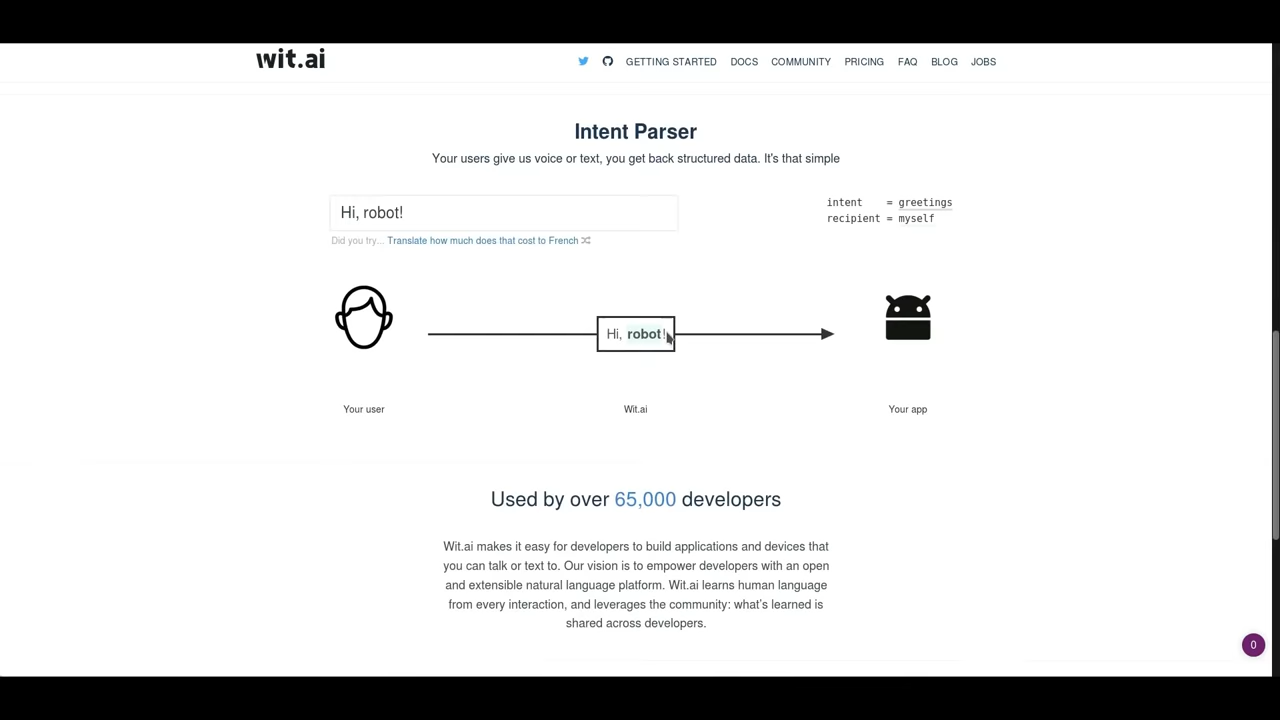 wit.ai
GETTING STARTED DOCS COMMUNITY PRICING FAQ BLOG JOBS
Intent Parser
Your users give us voice or text, you get back structured data. It's that simple
Hi, robot!
intent = greetings
recipient = myself
Did you try... Translate how much does that cost to French
Hi, robot!
Your user
Wit.ai
Your app
Used by over 65,000 developers
Wit.ai makes it easy for developers to build applications and devices that
you can talk or text to. Our vision is to empower developers with an open
and extensible natural language platform. Wit.ai learns human language
from every interaction, and leverages the community: what's learned is
shared across developers.
0